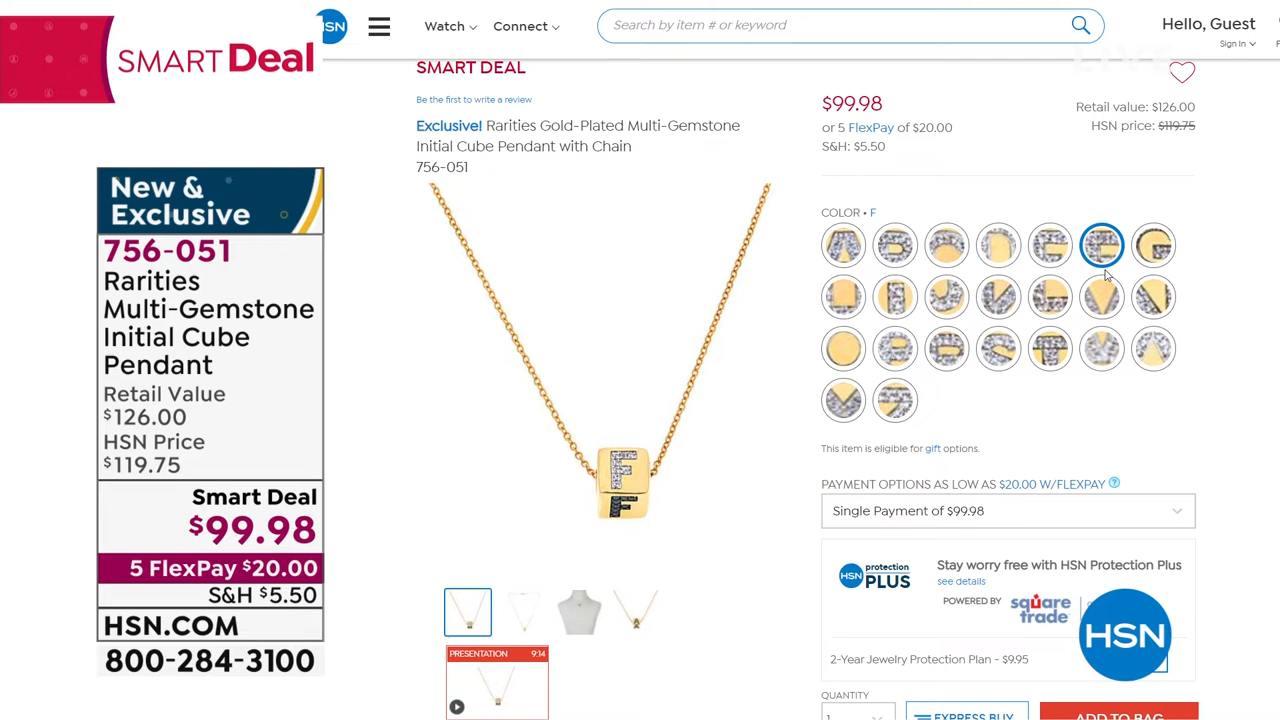 SMART Deal
HSN
Watch
Connect
Search by item # or keyword
Hello, Guest
Sign In
LIVE
New &
Exclusive
756-051
Rarities
Multi-Gemstone
Initial Cube
Pendant
Retail Value
$126.00
HSN Price
$119.75
Smart Deal
$99.98
5 FlexPay $20.00
S&H $5.50
HSN.COM
800-284-3100
SMART DEAL
Be the first to write a review
Exclusive! Rarities Gold-Plated Multi-Gemstone
Initial Cube Pendant with Chain
756-051
F
F
PRESENTATION 9:14
$99.98
or 5 FlexPay of $20.00
S&H: $5.50
Retail value: $126.00
HSN price: $119.75
COLOR • F
This item is eligible for gift options.
PAYMENT OPTIONS AS LOW AS $20.00 W/FLEXPAY
Single Payment of $99.98
HSN protection PLUS
Stay worry free with HSN Protection Plus
see details
POWERED BY square trade
HSN
2-Year Jewelry Protection Plan - $9.95
QUANTITY
1
EXPRESS BUY
ADD TO BAG